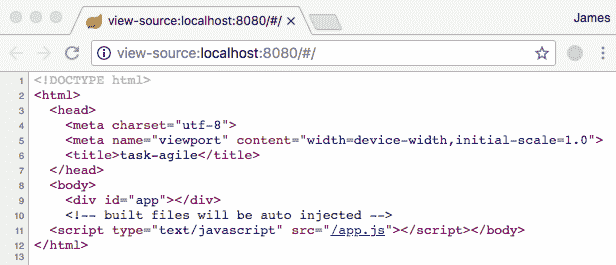 view-source:localhost:8080/#/
James
view-source:localhost:8080/#/
1 <!DOCTYPE html>
2 <html>
3 <head>
4 <meta charset="utf-8">
5 <meta name="viewport" content="width=device-width,initial-scale=1.0">
6 <title>task-agile</title>
7 </head>
8 <body>
9 <div id="app"></div>
10 <!-- built files will be auto injected -->
11 <script type="text/javascript" src="/app.js"></script></body>
12 </html>
13